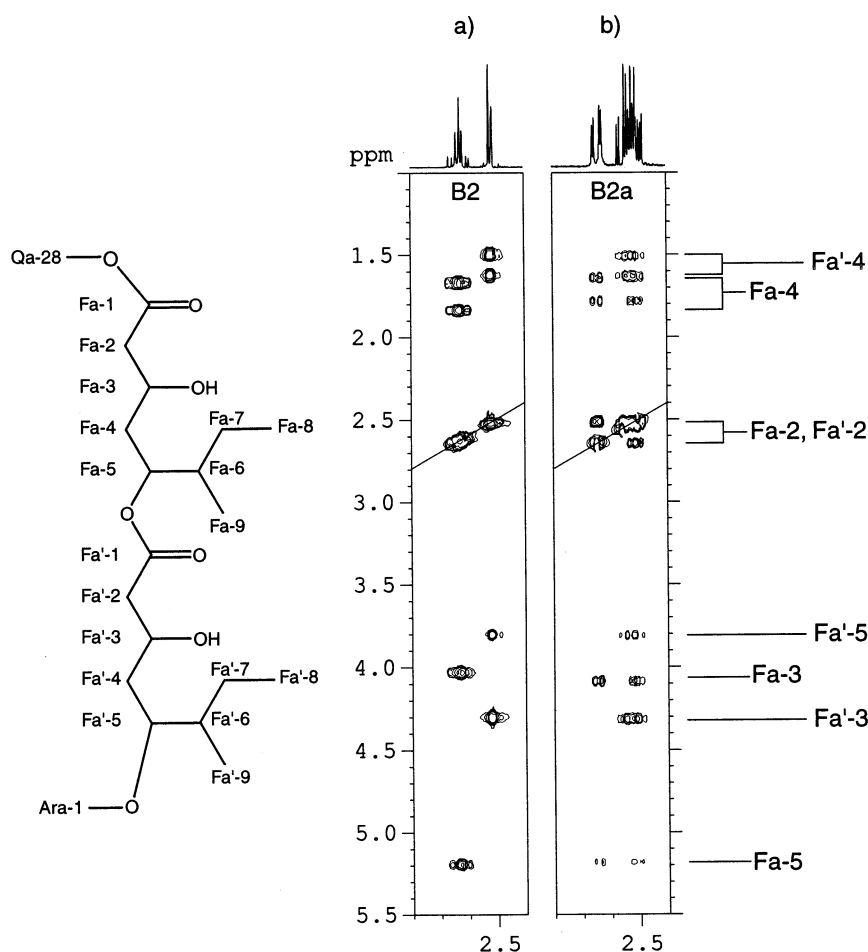 a) b)
ppm
B2 B2a
1.5
2.0
2.5
3.0
3.5
4.0
4.5
5.0
5.5
2.5 2.5
Fa'-4
Fa-4
Fa-2, Fa'-2
Fa'-5
Fa-3
Fa'-3
Fa-5
Qa-28 O
Fa-1 O
Fa-2
Fa-3 OH
Fa-4 Fa-7 Fa-8
Fa-5 Fa-6
O Fa-9
Fa'-1 O
Fa'-2
Fa'-3 OH
Fa'-4 Fa'-7 Fa'-8
Fa'-5 Fa'-6
Fa'-9
Ara-1 O